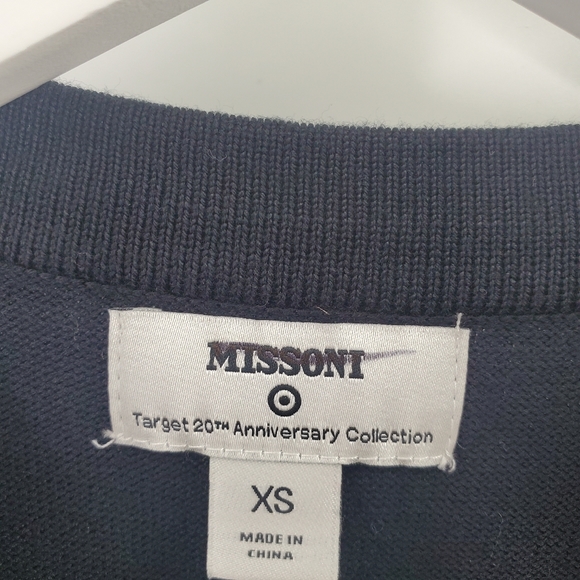 MISSONI
Target 20TH Anniversary Collection
XS
MADE IN
CHINA